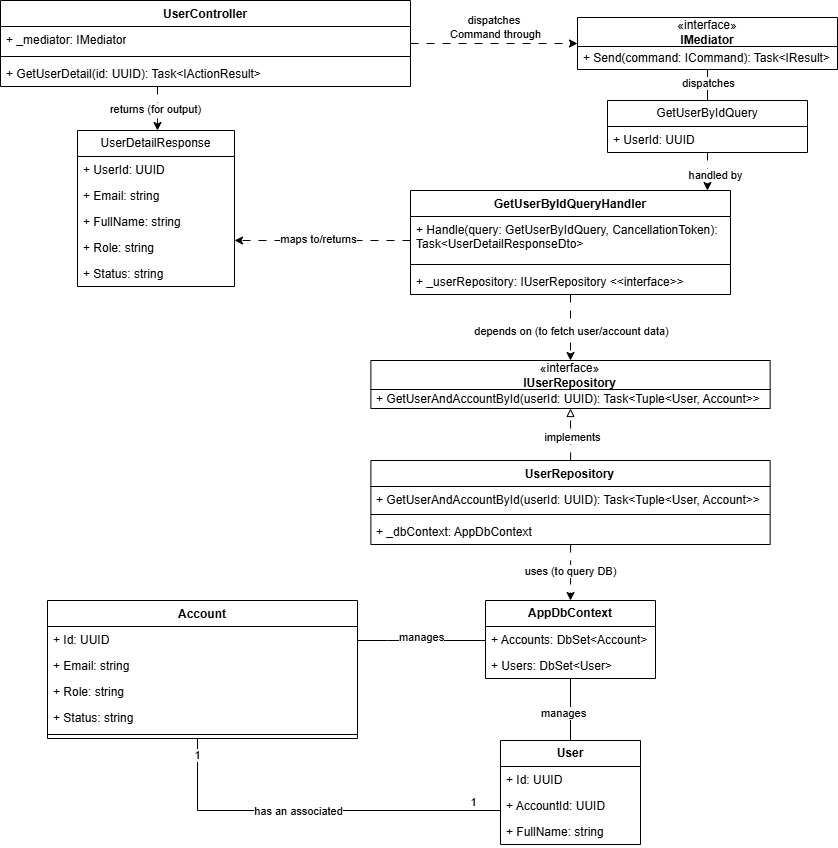 UserController
+ _mediator: IMediator
+ GetUserDetail(id: UUID): Task<IActionResult>
dispatches
Command through
«interface»
IMediator
+ Send(command: ICommand): Task<IResult>
dispatches
GetUserByIdQuery
+ UserId: UUID
handled by
returns (for output)
UserDetailResponse
+ UserId: UUID
+ Email: string
+ FullName: string
+ Role: string
+ Status: string
maps to/returns
GetUserByIdQueryHandler
+ Handle(query: GetUserByIdQuery, CancellationToken):
Task<UserDetailResponseDto>
+ _userRepository: IUserRepository <<interface>>
depends on (to fetch user/account data)
«interface»
IUserRepository
+ GetUserAndAccountById(userId: UUID): Task<Tuple<User, Account>>
implements
UserRepository
+ GetUserAndAccountById(userId: UUID): Task<Tuple<User, Account>>
+ _dbContext: AppDbContext
uses (to query DB)
Account
+ Id: UUID
+ Email: string
+ Role: string
+ Status: string
manages
AppDbContext
+ Accounts: DbSet<Account>
+ Users: DbSet<User>
manages
User
+ Id: UUID
+ AccountId: UUID
+ FullName: string
1
has an associated
1